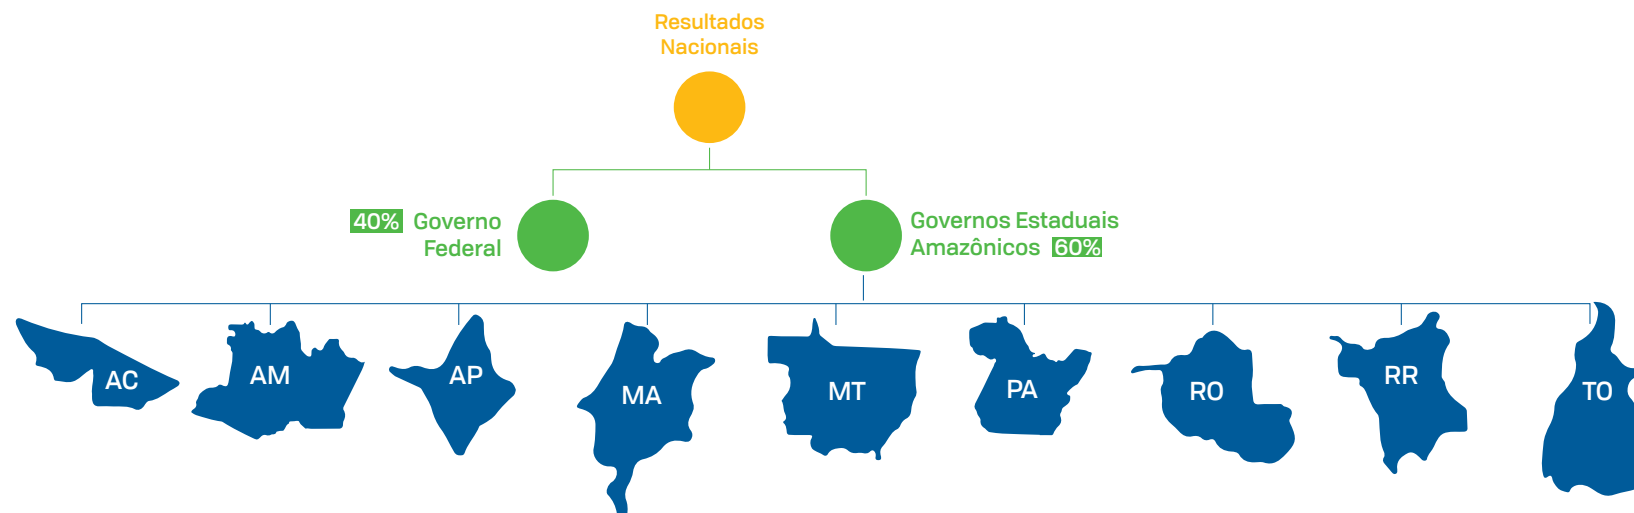 Resultados
Nacionais
40% Governo
Federal
Governos Estaduais
Amazônicos 60%
AC
AM
AP
MA
MT
PA
RO
RR
TO